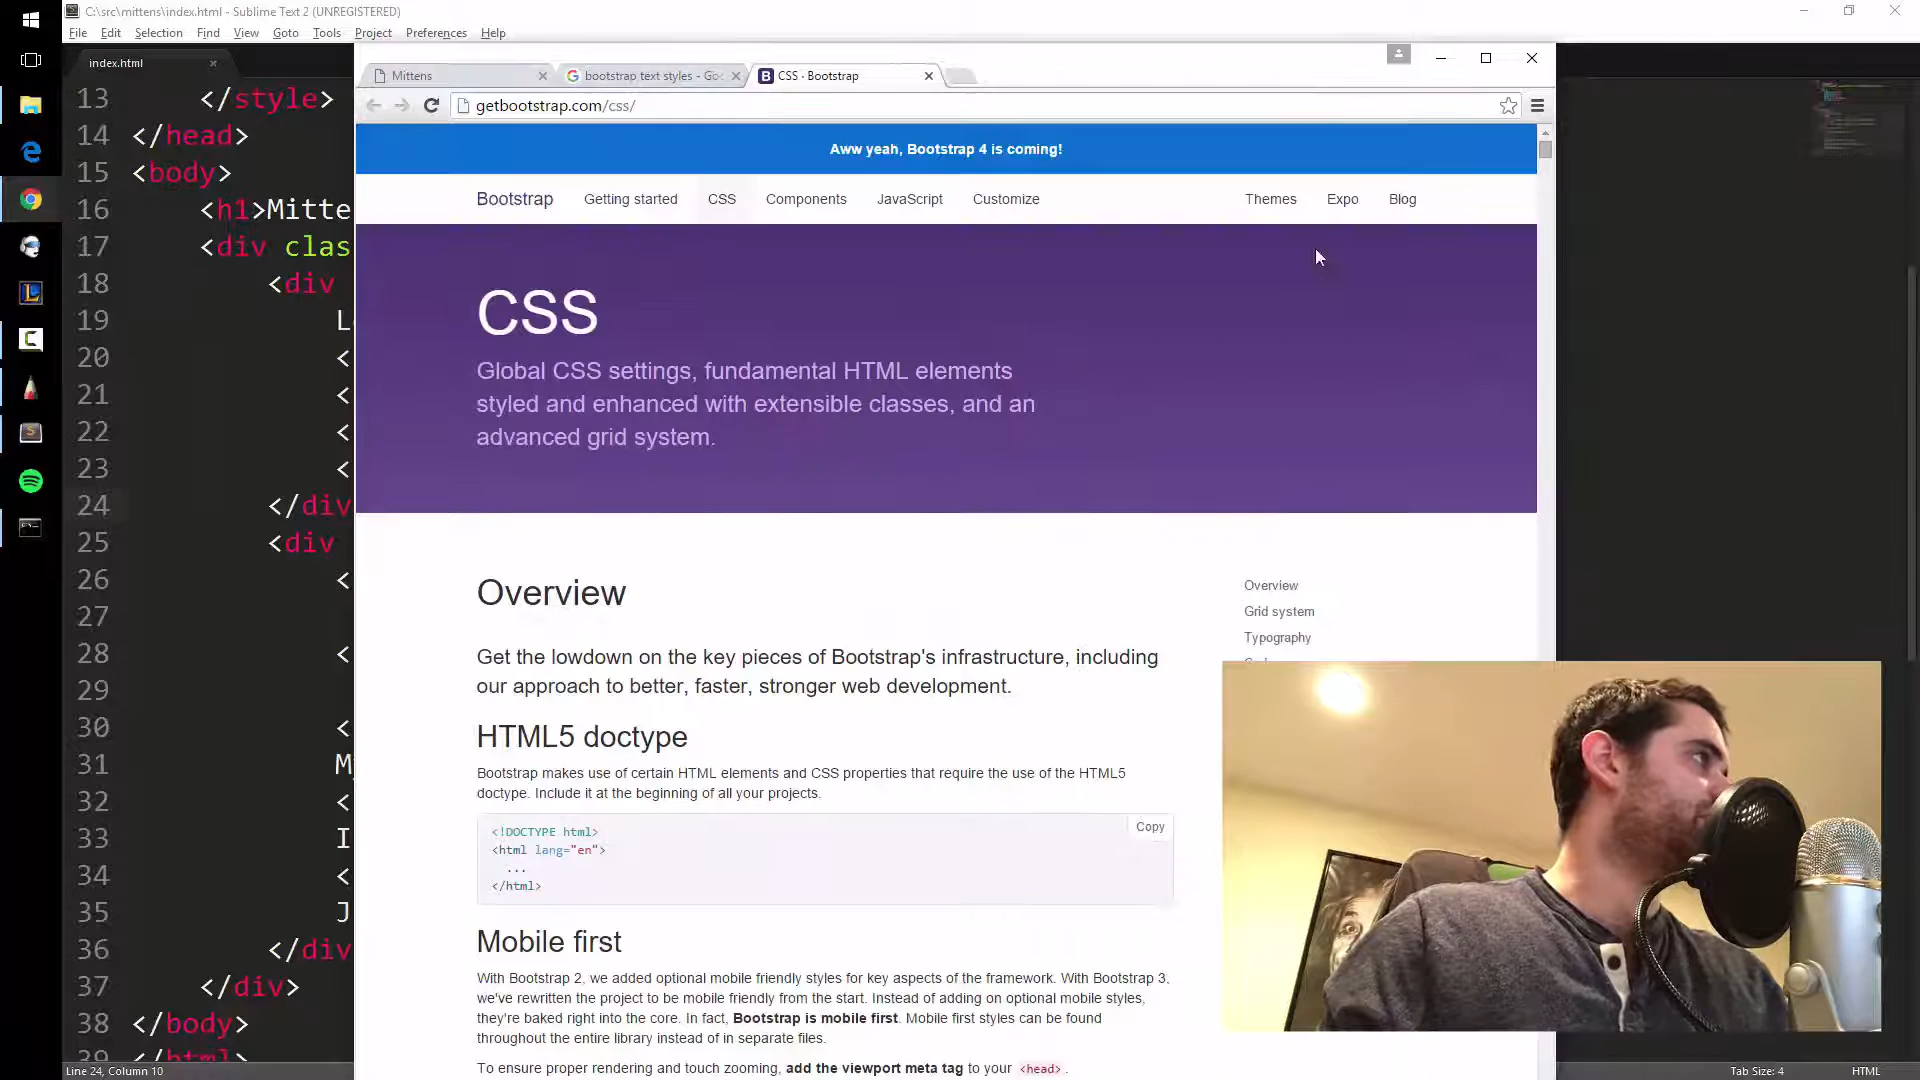 C:\src\mittens\index.html - Sublime Text 2 (UNREGISTERED)
File Edit Selection Find View Goto Tools Project Preferences Help
index.html
13 </style>
14 </head>
15 <body>
16 <h1>Mitte
17 <div clas
18 <div
19 L
20 <
21 <
22 <
23 <
24 </div
25 <div
26 <
27
28 <
29
30 <
31 M
32 <
33 I
34 <
35 J
36 </div
37 </div>
38 </body>
39 </html>
Line 24, Column 10
Tab Size: 4 HTML
Mittens
bootstrap text styles - Goo
CSS · Bootstrap
getbootstrap.com/css/
Aww yeah, Bootstrap 4 is coming!
Bootstrap Getting started CSS Components JavaScript Customize Themes Expo Blog
CSS
Global CSS settings, fundamental HTML elements
styled and enhanced with extensible classes, and an
advanced grid system.
Overview
Get the lowdown on the key pieces of Bootstrap's infrastructure, including
our approach to better, faster, stronger web development.
HTML5 doctype
Bootstrap makes use of certain HTML elements and CSS properties that require the use of the HTML5
doctype. Include it at the beginning of all your projects.
Copy
<!DOCTYPE html>
<html lang="en">
...
</html>
Mobile first
With Bootstrap 2, we added optional mobile friendly styles for key aspects of the framework. With Bootstrap 3,
we've rewritten the project to be mobile friendly from the start. Instead of adding on optional mobile styles,
they're baked right into the core. In fact, Bootstrap is mobile first. Mobile first styles can be found
throughout the entire library instead of in separate files.
To ensure proper rendering and touch zooming, add the viewport meta tag to your <head>.
Overview
Grid system
Typography